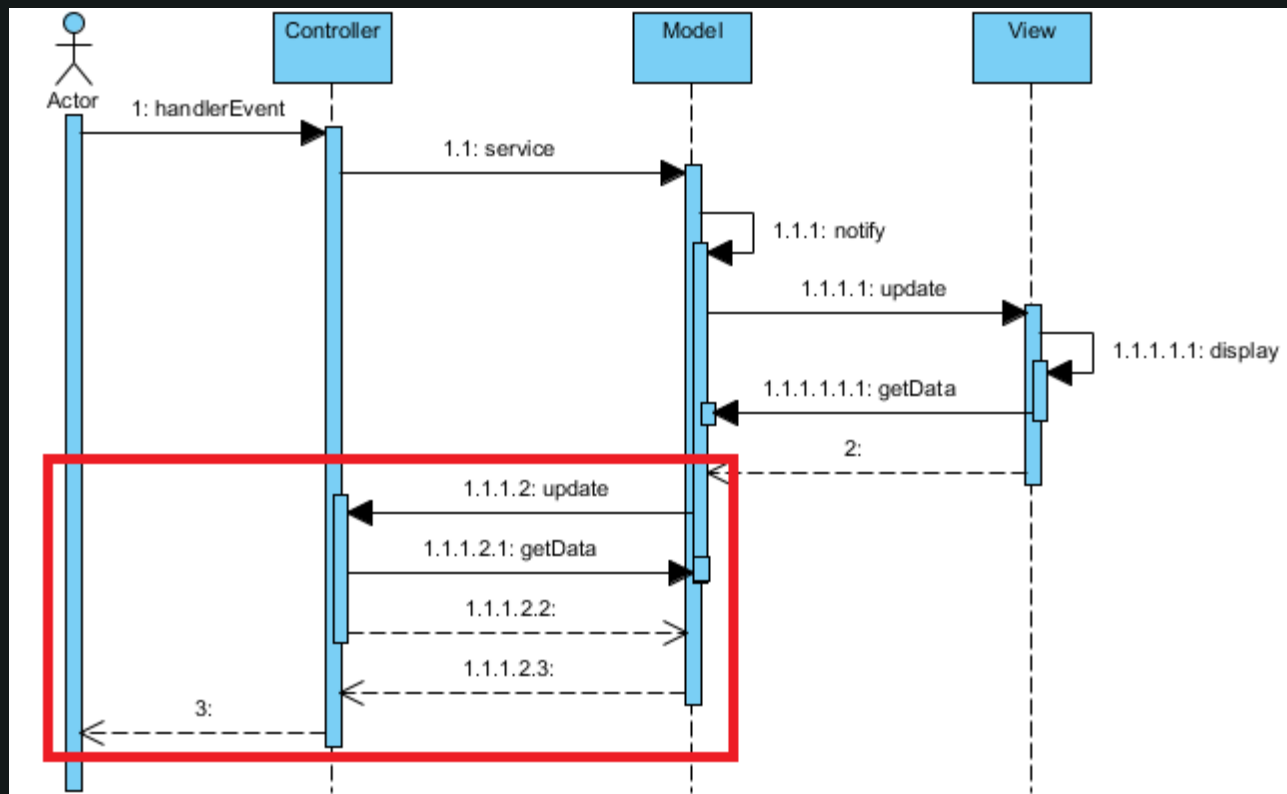 Controller
Model
View
Actor
1: handlerEvent
1.1: service
1.1.1: notify
1.1.1.1: update
1.1.1.1.1: display
1.1.1.1.1.1: getData
2:
1.1.1.2: update
1.1.1.2.1: getData
1.1.1.2.2:
1.1.1.2.3:
3: